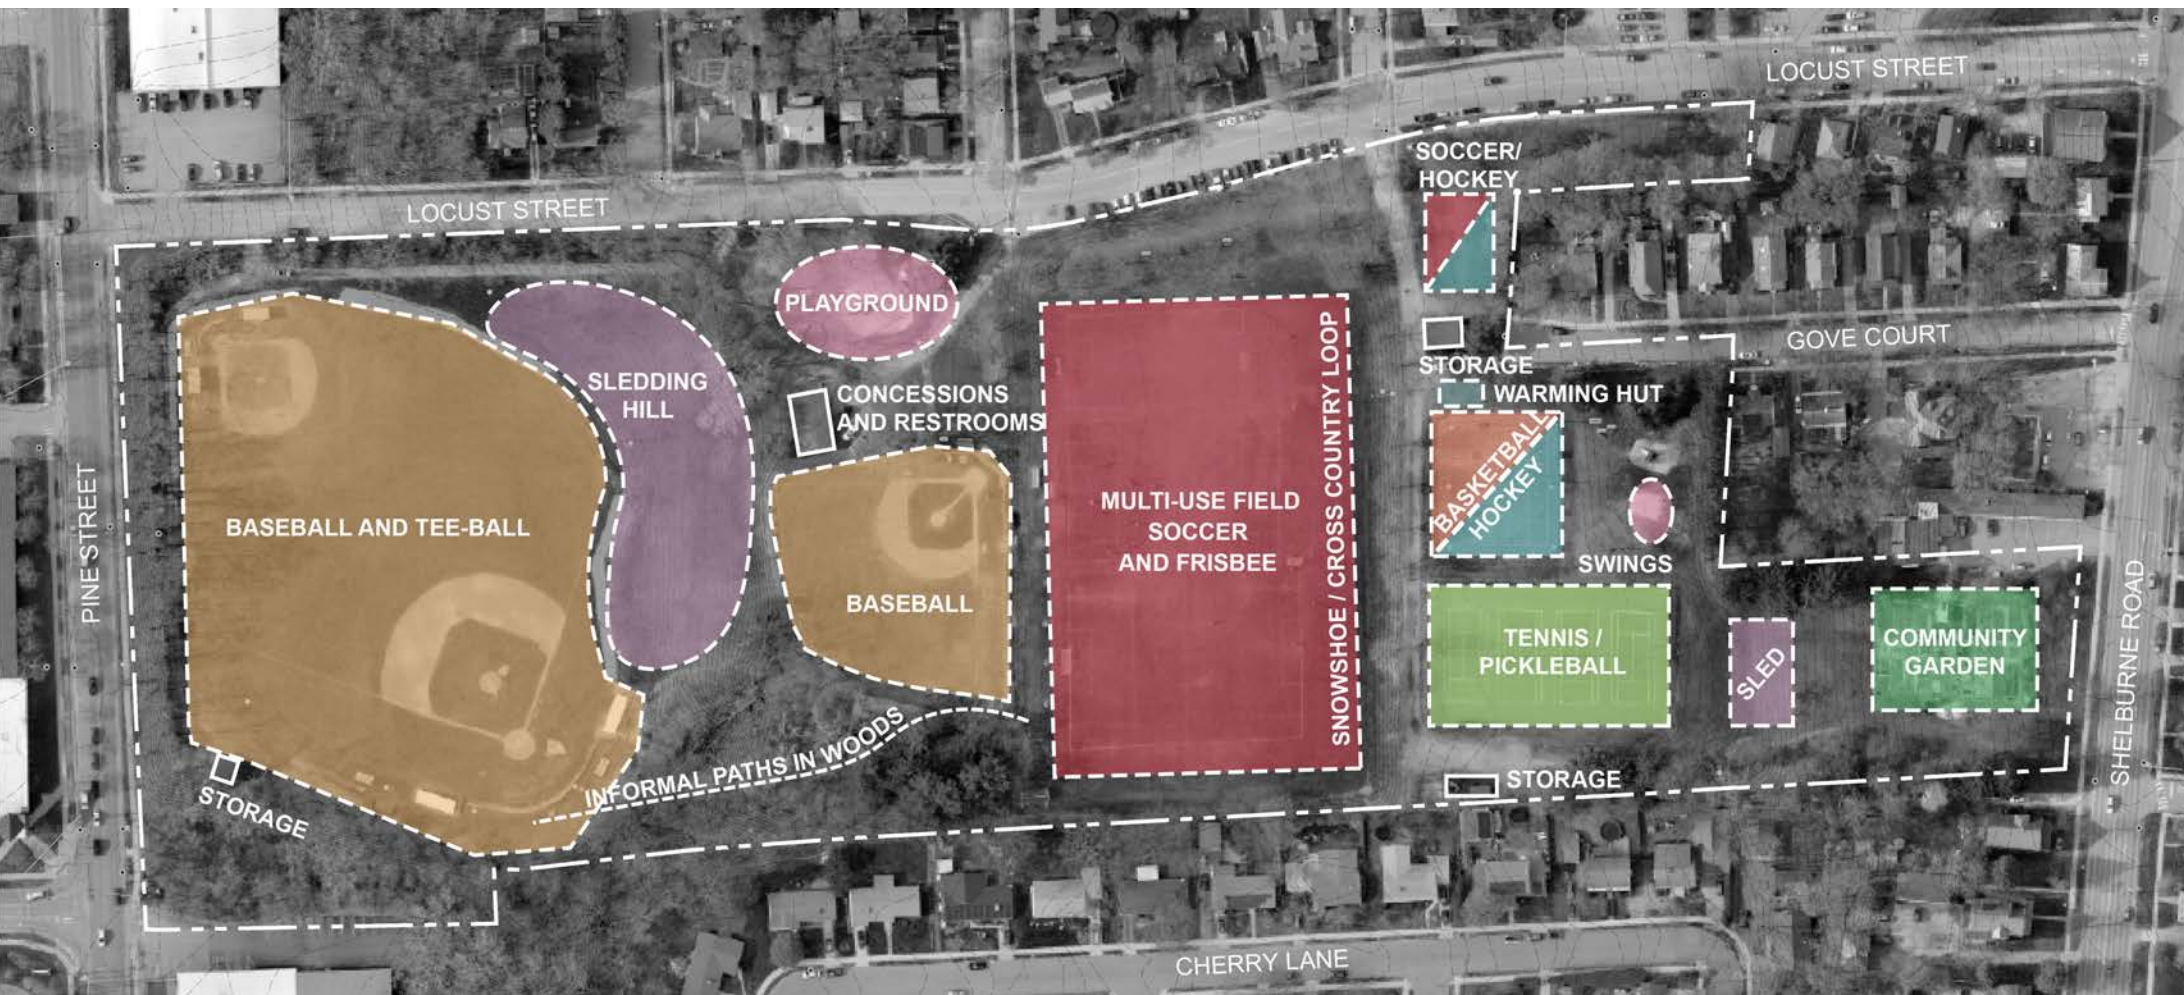 LOCUST STREET
SOCCER/
HOCKEY
LOCUST STREET
PLAYGROUND
GOVE COURT
STORAGE
SLEDDING
HILL
CONCESSIONS
AND RESTROOMS
WARMING HUT
SNOWSHOE / CROSS COUNTRY LOOP
BASKETBALL
HOCKEY
MULTI-USE FIELD
SOCCER
AND FRISBEE
BASEBALL AND TEE-BALL
PINE STREET
SWINGS
BASEBALL
TENNIS /
PICKLEBALL
SLED
COMMUNITY
GARDEN
SHELBURNE ROAD
INFORMAL PATHS IN WOODS
STORAGE
STORAGE
CHERRY LANE